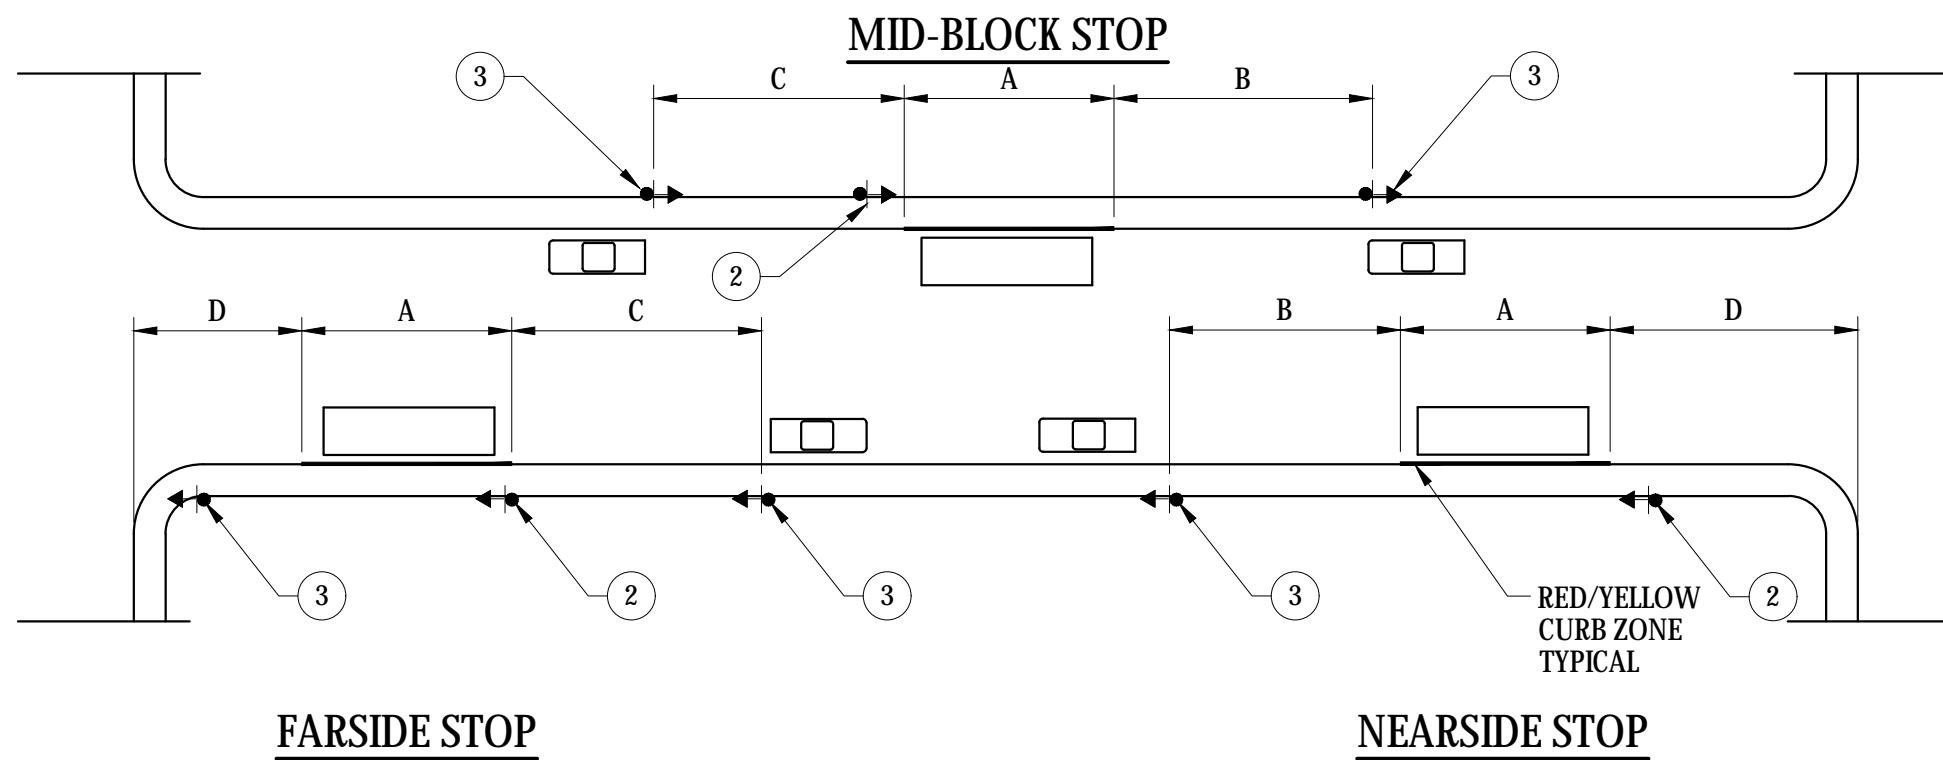 MID-BLOCK STOP
3
C
A
B
3
2
D
A
C
B
A
D
3
2
3
3
2
RED/YELLOW
CURB ZONE
TYPICAL
FARSIDE STOP
NEARSIDE STOP